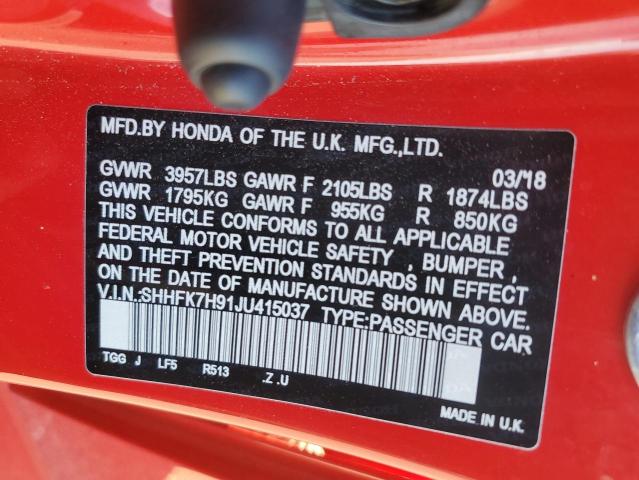 MFD.BY HONDA OF THE U.K. MFG.,LTD.
03/18
GVWR 3957LBS GAWR F 2105LBS R 1874LBS
GVWR 1795KG GAWR F 955KG R 850KG
THIS VEHICLE CONFORMS TO ALL APPLICABLE
FEDERAL MOTOR VEHICLE SAFETY , BUMPER ,
AND THEFT PREVENTION STANDARDS IN EFFECT
ON THE DATE OF MANUFACTURE SHOWN ABOVE.
V.I.N.:SHHFK7H91JU415037 TYPE:PASSENGER CAR
TGG J LF5 R513 .Z .U
MADE IN U.K.